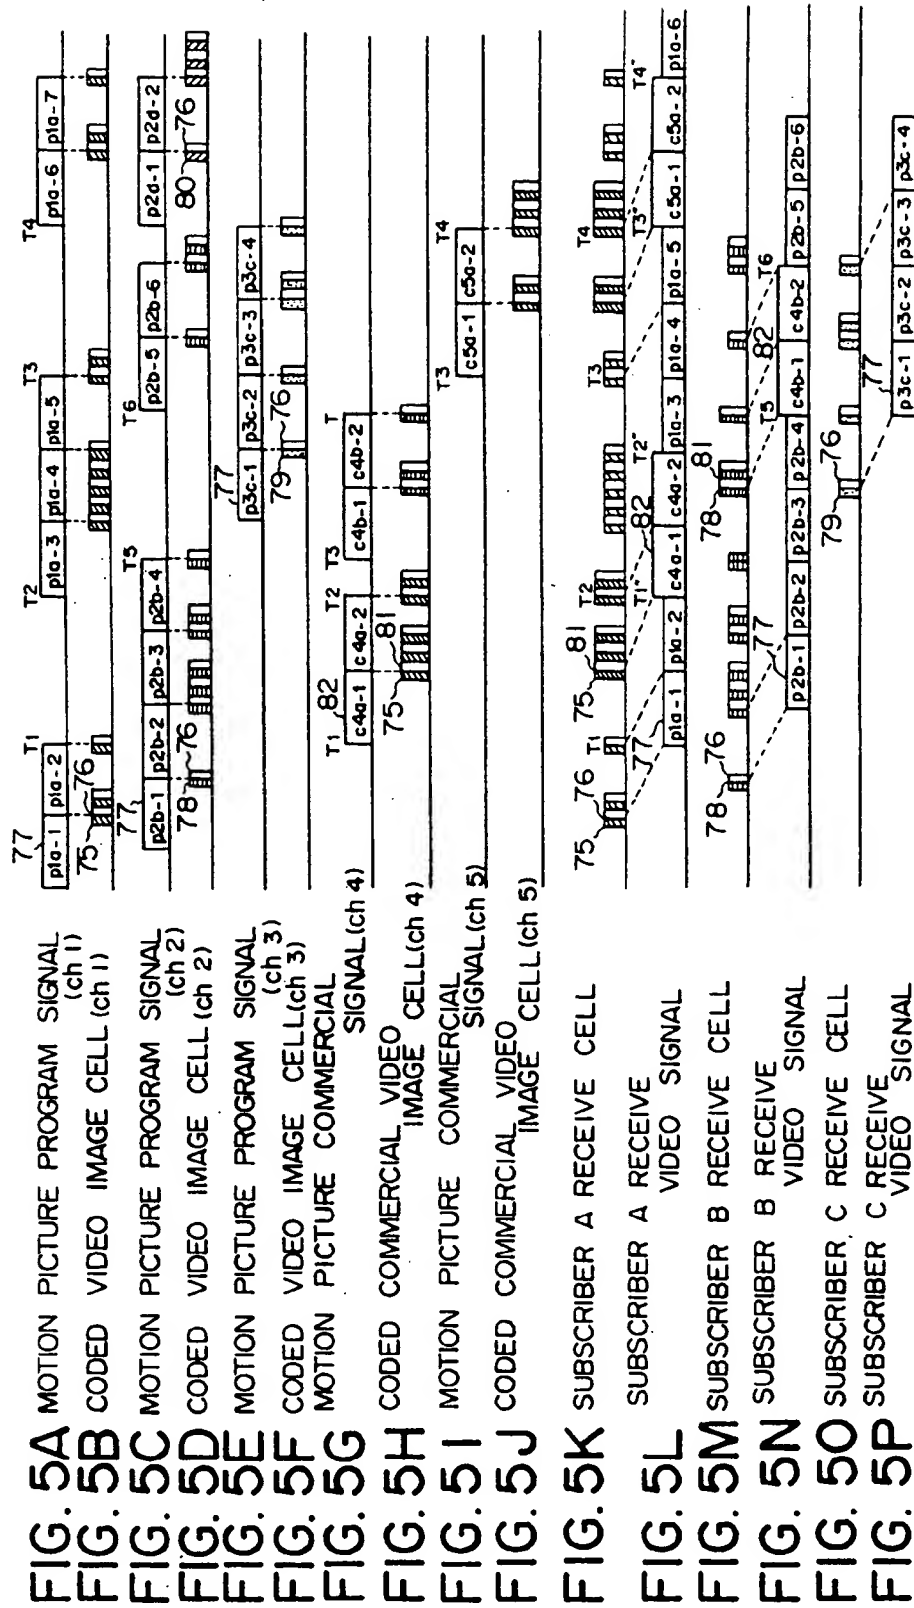 FIG. 5A MOTION PICTURE PROGRAM SIGNAL (ch 1)
77 p1a-1 p1a-2 T1 T2 p1a-3 p1a-4 p1a-5 T3 T4 p1a-6 p1a-7
FIG. 5B CODED VIDEO IMAGE CELL (ch 1)
75 76
FIG. 5C MOTION PICTURE PROGRAM SIGNAL (ch 2)
77 p2b-1 p2b-2 p2b-3 p2b-4 T5 T6 p2b-5 p2b-6 p2d-1 p2d-2
FIG. 5D CODED VIDEO IMAGE CELL (ch 2)
78 76 80 76
FIG. 5E MOTION PICTURE PROGRAM SIGNAL (ch 3)
77 p3c-1 p3c-2 p3c-3 p3c-4
FIG. 5F CODED VIDEO IMAGE CELL (ch 3)
79 76
FIG. 5G MOTION PICTURE COMMERCIAL SIGNAL (ch 4)
T1 82 c4a-1 c4a-2 T2 T3 c4b-1 c4b-2 T
FIG. 5H CODED COMMERCIAL VIDEO IMAGE CELL (ch 4)
75 81
FIG. 5I MOTION PICTURE COMMERCIAL SIGNAL (ch 5)
T3 c5a-1 c5a-2 T4
FIG. 5J CODED COMMERCIAL VIDEO IMAGE CELL (ch 5)
FIG. 5K SUBSCRIBER A RECEIVE CELL
75 76 T1 75 81 T2 T3 T4
FIG. 5L SUBSCRIBER A RECEIVE VIDEO SIGNAL
77 p1a-1 p1a-2 T1" c4a-1 82 c4a-2 T2" p1a-3 p1a-4 p1a-5 T3" c5a-1 c5a-2 T4" p1a-6
FIG. 5M SUBSCRIBER B RECEIVE CELL
78 76 78 81
FIG. 5N SUBSCRIBER B RECEIVE VIDEO SIGNAL
77 p2b-1 p2b-2 p2b-3 p2b-4 T5 c4b-1 82 c4b-2 T6 p2b-5 p2b-6
FIG. 5O SUBSCRIBER C RECEIVE CELL
79 76
FIG. 5P SUBSCRIBER C RECEIVE VIDEO SIGNAL
77 p3c-1 p3c-2 p3c-3 p3c-4